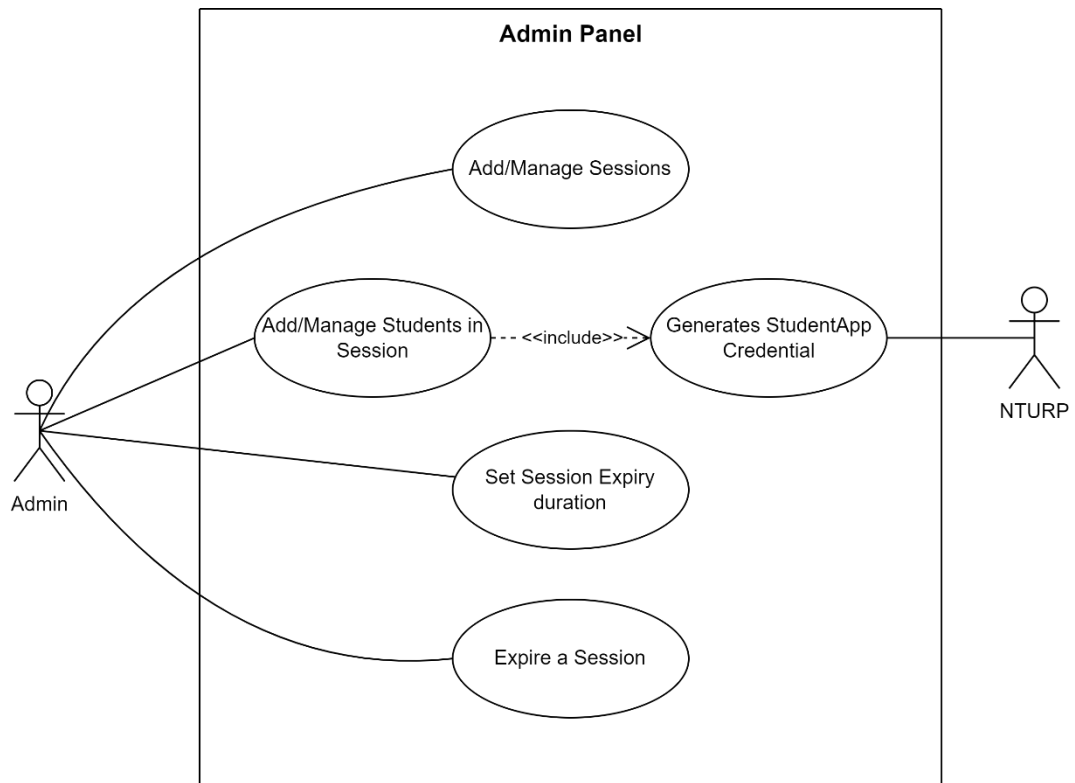 Admin Panel
Add/Manage Sessions
Add/Manage Students in
Session
<<include>>
Generates StudentApp
Credential
NTURP
Admin
Set Session Expiry
duration
Expire a Session